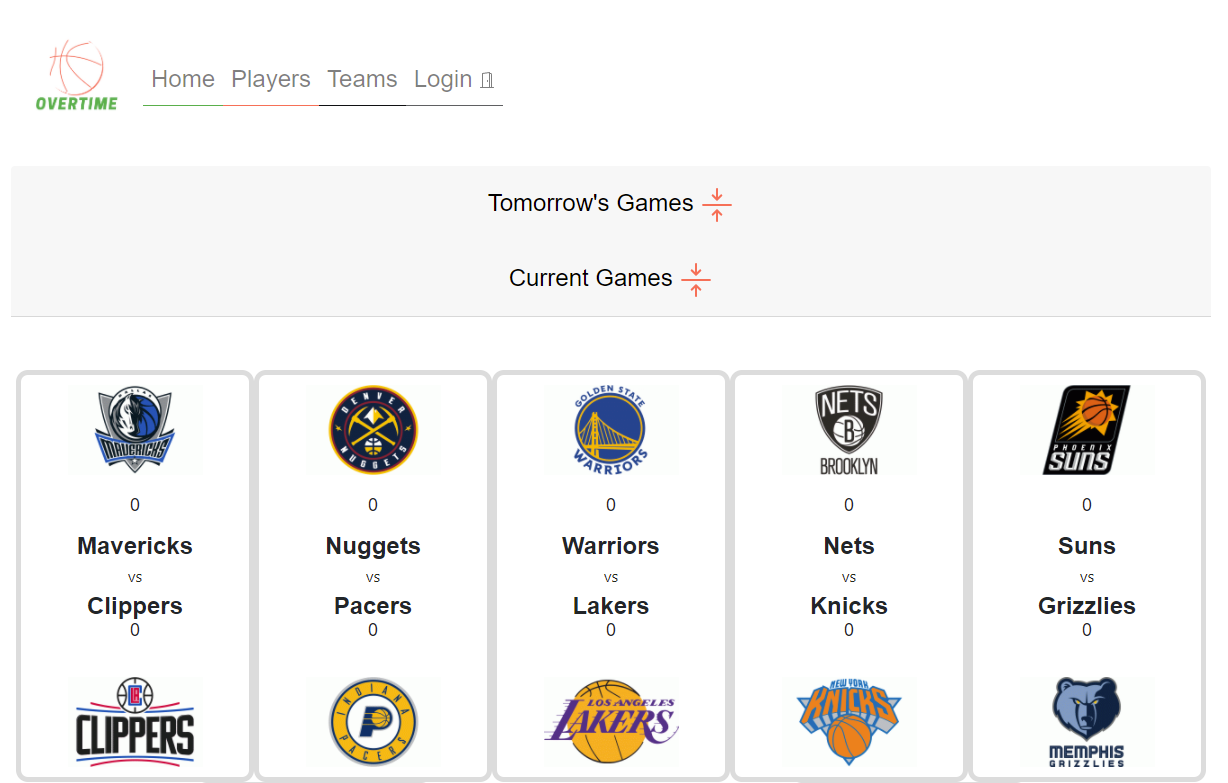 OVERTIME
Home Players Teams Login
Tomorrow's Games
Current Games
MAVERICKS
0
Mavericks
vs
Clippers
0
CLIPPERS
DENVER NUGGETS
0
Nuggets
vs
Pacers
0
INDIANA PACERS
GOLDEN STATE WARRIORS
0
Warriors
vs
Lakers
0
LOS ANGELES
LAKERS
NETS
B
BROOKLYN
0
Nets
vs
Knicks
0
NEW YORK
KNICKS
PHOENIX
SUNS
0
Suns
vs
Grizzlies
0
MEMPHIS
GRIZZLIES